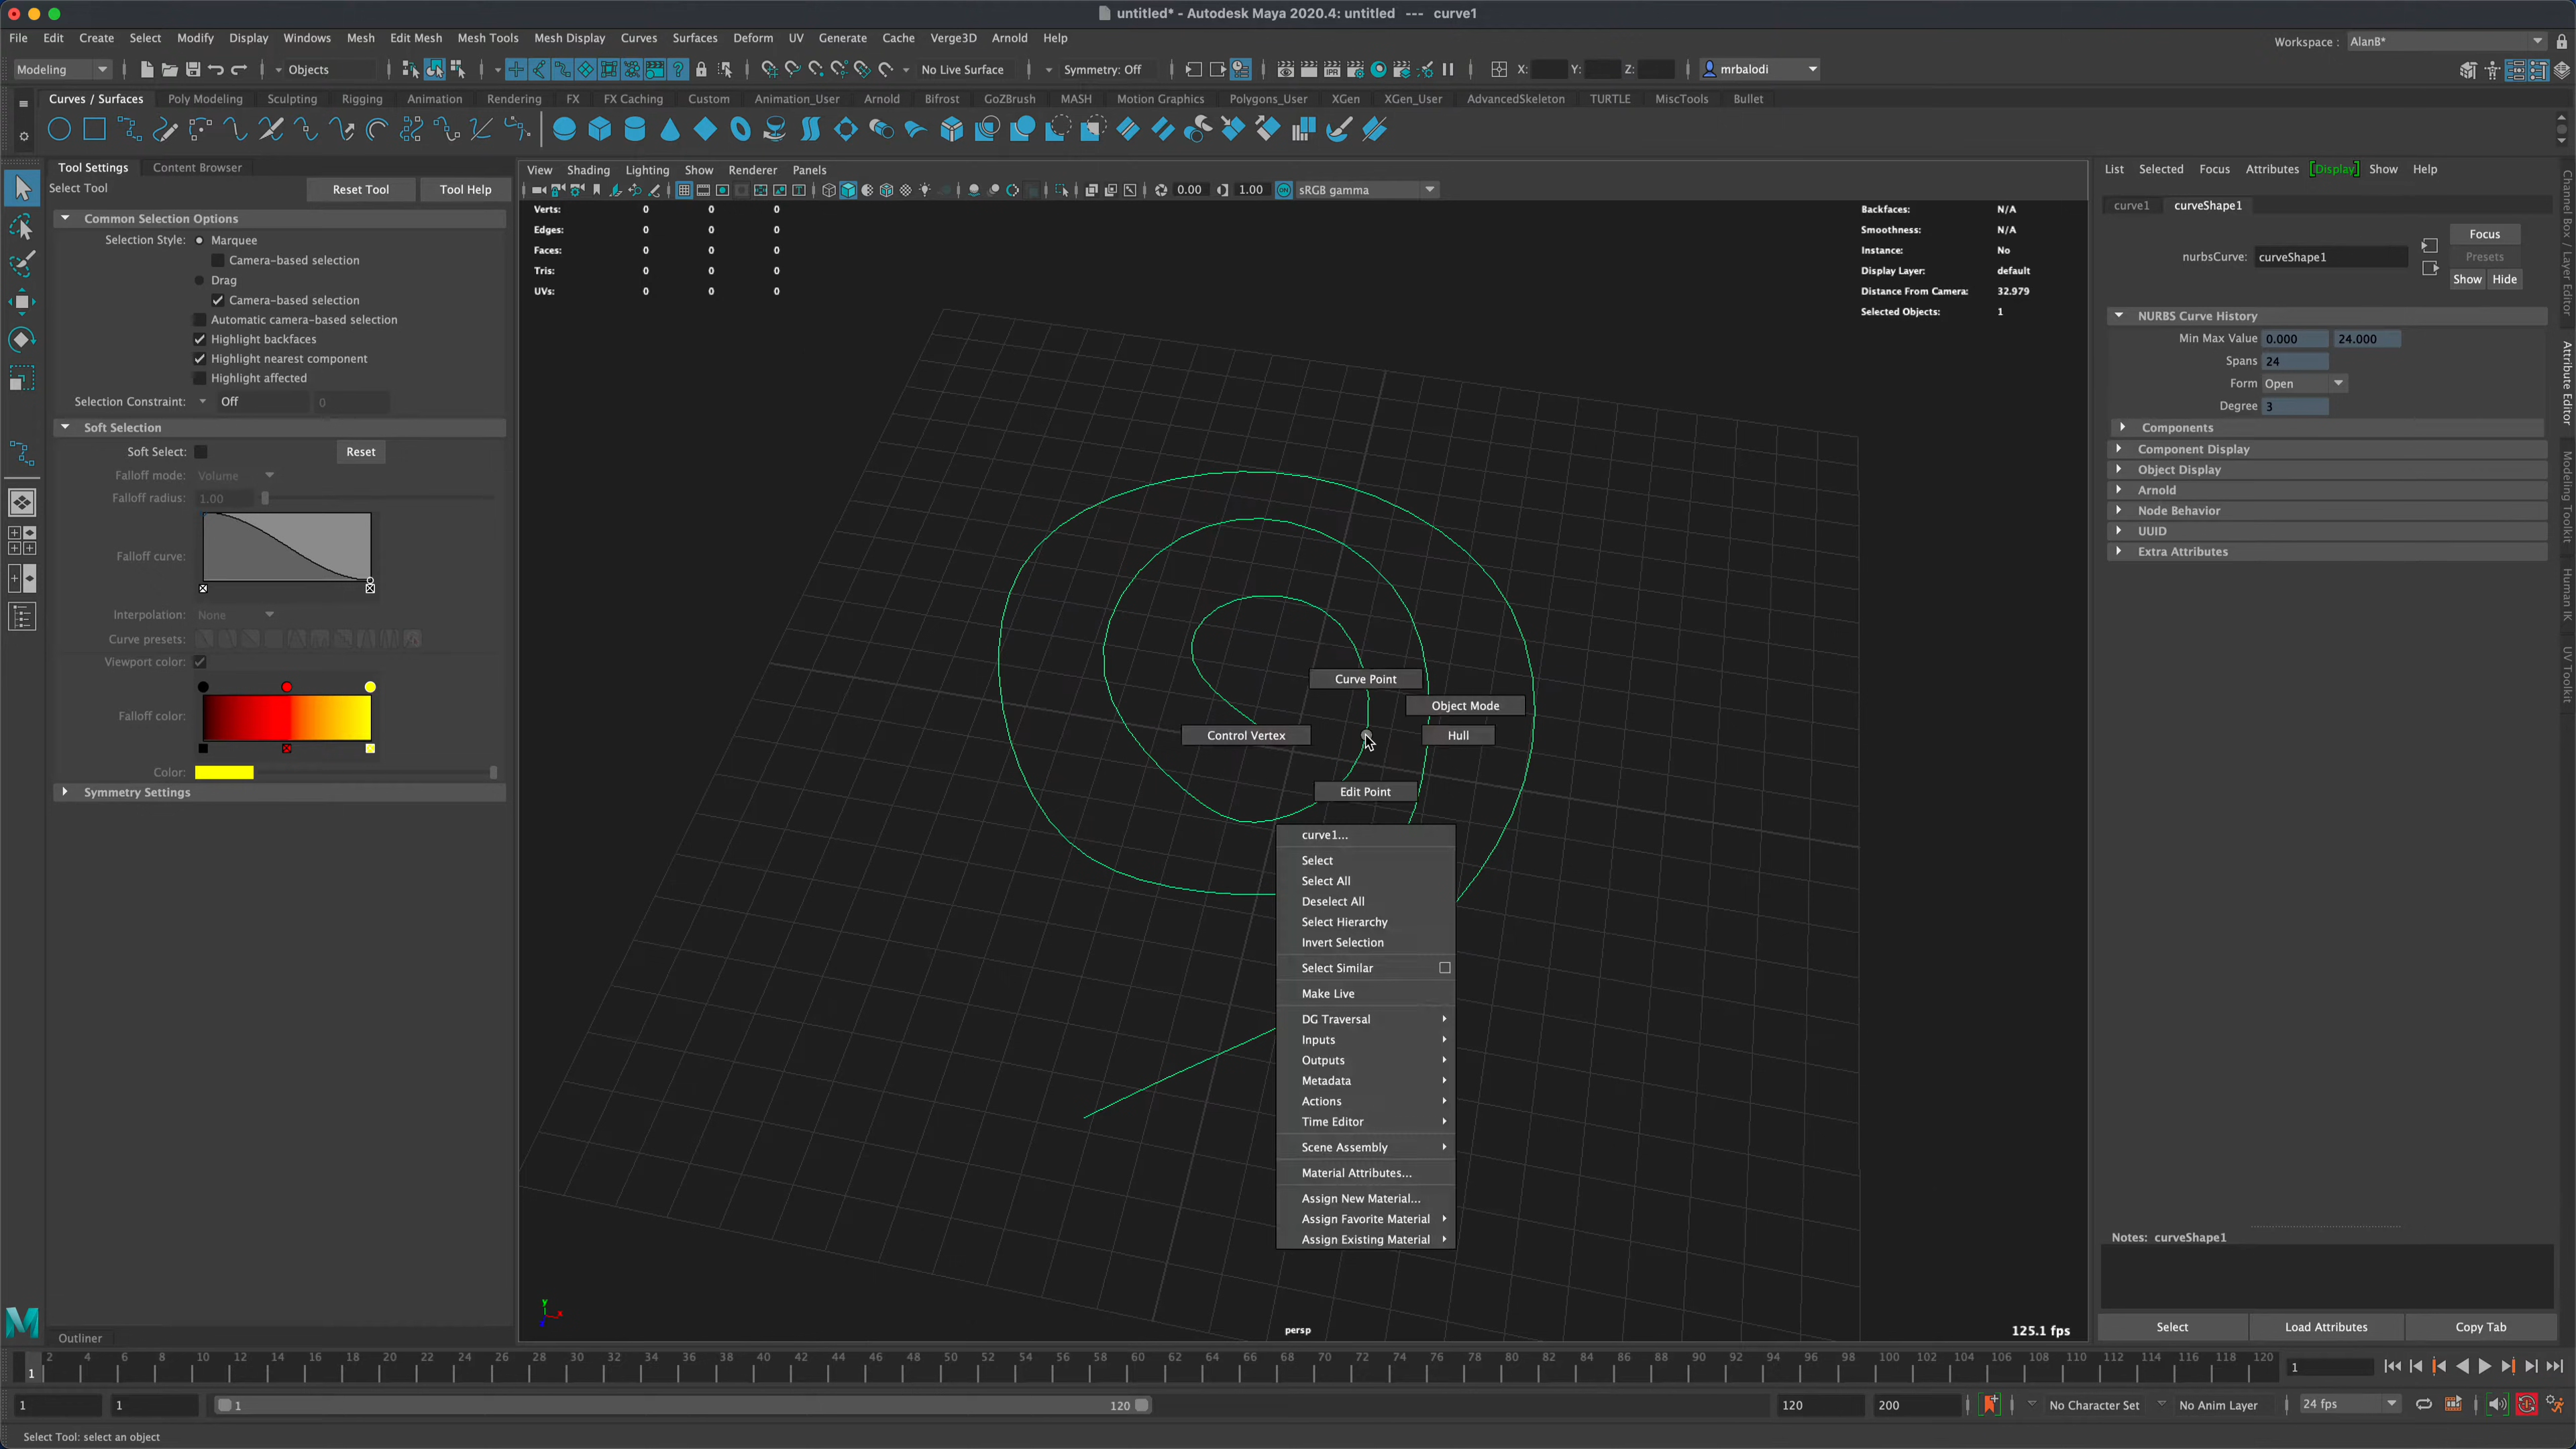 untitled* - Autodesk Maya 2020.4: untitled --- curve1
File Edit Create Select Modify Display Windows Mesh Edit Mesh Mesh Tools Mesh Display Curves Surfaces Deform UV Generate Cache Verge3D Arnold Help
Workspace : AlanB*
Modeling Objects No Live Surface Symmetry: Off X: Y: Z: mrbalodi
Curves / Surfaces Poly Modeling Sculpting Rigging Animation Rendering FX FX Caching Custom Animation_User Arnold Bifrost GoZBrush MASH Motion Graphics Polygons_User XGen XGen_User AdvancedSkeleton TURTLE MiscTools Bullet
Tool Settings Content Browser
Select Tool Reset Tool Tool Help
Common Selection Options
Selection Style: Marquee
Camera-based selection
Drag
Camera-based selection
Automatic camera-based selection
Highlight backfaces
Highlight nearest component
Highlight affected
Selection Constraint: Off 0
Soft Selection
Soft Select: Reset
Falloff mode: Volume
Falloff radius: 1.00
Falloff curve:
Interpolation: None
Curve presets:
Viewport color:
Falloff color:
Color:
Symmetry Settings
Outliner
View Shading Lighting Show Renderer Panels
0.00 1.00 ON sRGB gamma
Verts: 0 0 0
Edges: 0 0 0
Faces: 0 0 0
Tris: 0 0 0
UVs: 0 0 0
Backfaces: N/A
Smoothness: N/A
Instance: No
Display Layer: default
Distance From Camera: 32.979
Selected Objects: 1
Curve Point
Object Mode
Control Vertex
Hull
Edit Point
curve1...
Select
Select All
Deselect All
Select Hierarchy
Invert Selection
Select Similar
Make Live
DG Traversal
Inputs
Outputs
Metadata
Actions
Time Editor
Scene Assembly
Material Attributes...
Assign New Material...
Assign Favorite Material
Assign Existing Material
y x
persp
125.1 fps
List Selected Focus Attributes [Display] Show Help
curve1 curveShape1
Focus
nurbsCurve: curveShape1
Presets
Show Hide
NURBS Curve History
Min Max Value 0.000 24.000
Spans 24
Form Open
Degree 3
Components
Component Display
Object Display
Arnold
Node Behavior
UUID
Extra Attributes
Notes: curveShape1
Select Load Attributes Copy Tab
Channel Box / Layer Editor
Attribute Editor
Modeling Toolkit
Human IK
UV Toolkit
2 4 6 8 10 12 14 16 18 20 22 24 26 28 30 32 34 36 38 40 42 44 46 48 50 52 54 56 58 60 62 64 66 68 70 72 74 76 78 80 82 84 86 88 90 92 94 96 98 100 102 104 106 108 110 112 114 116 118 120
1 1
1 1 1 120 120 200 No Character Set No Anim Layer 24 fps
Select Tool: select an object